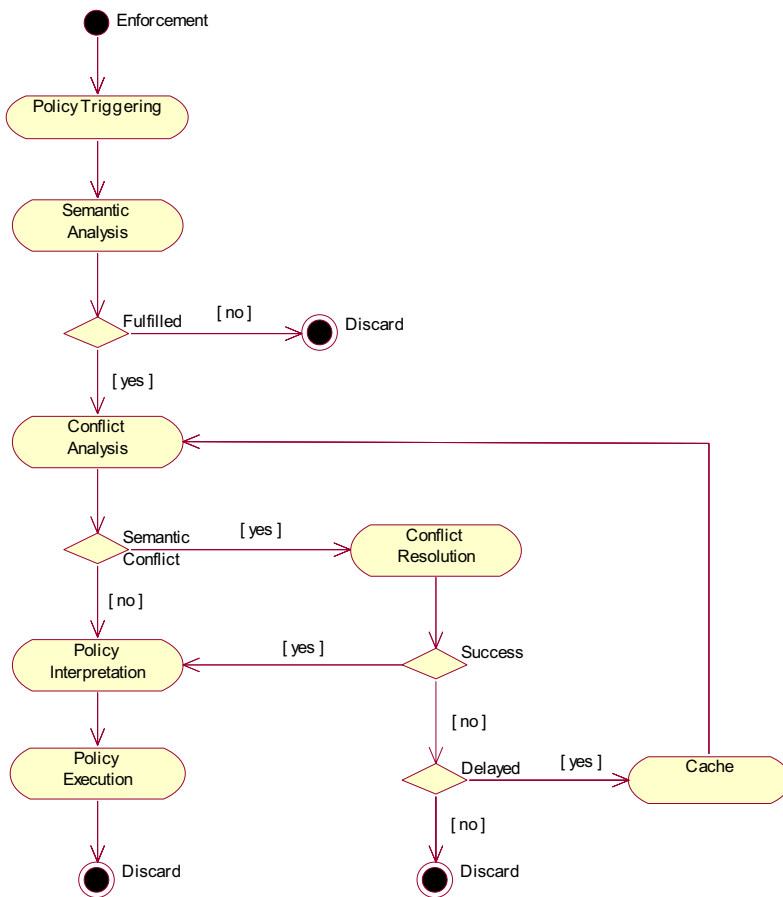 Enforcement
Policy Triggering
Semantic
Analysis
Fulfilled
[ no ]
Discard
[ yes ]
Conflict
Analysis
Semantic
Conflict
[ yes ]
Conflict
Resolution
[ no ]
Policy
Interpretation
[ yes ]
Success
[ no ]
Policy
Execution
Delayed
[ yes ]
Cache
[ no ]
Discard
Discard